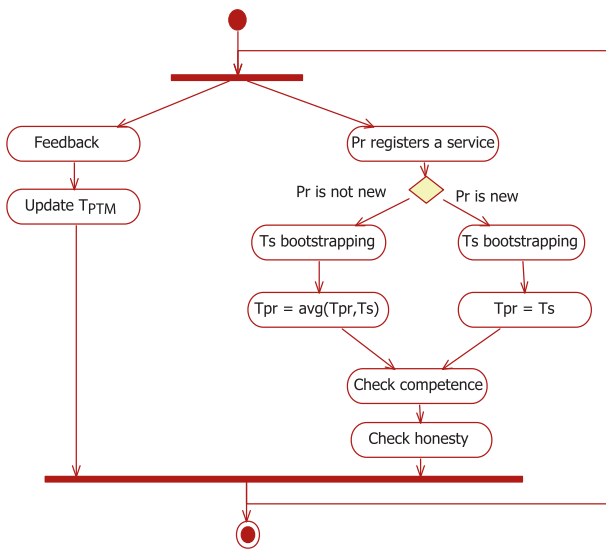 Feedback
Pr registers a service
Update TPTM
Pr is not new
Pr is new
Ts bootstrapping
Ts bootstrapping
Tpr = avg(Tpr,Ts)
Tpr = Ts
Check competence
Check honesty